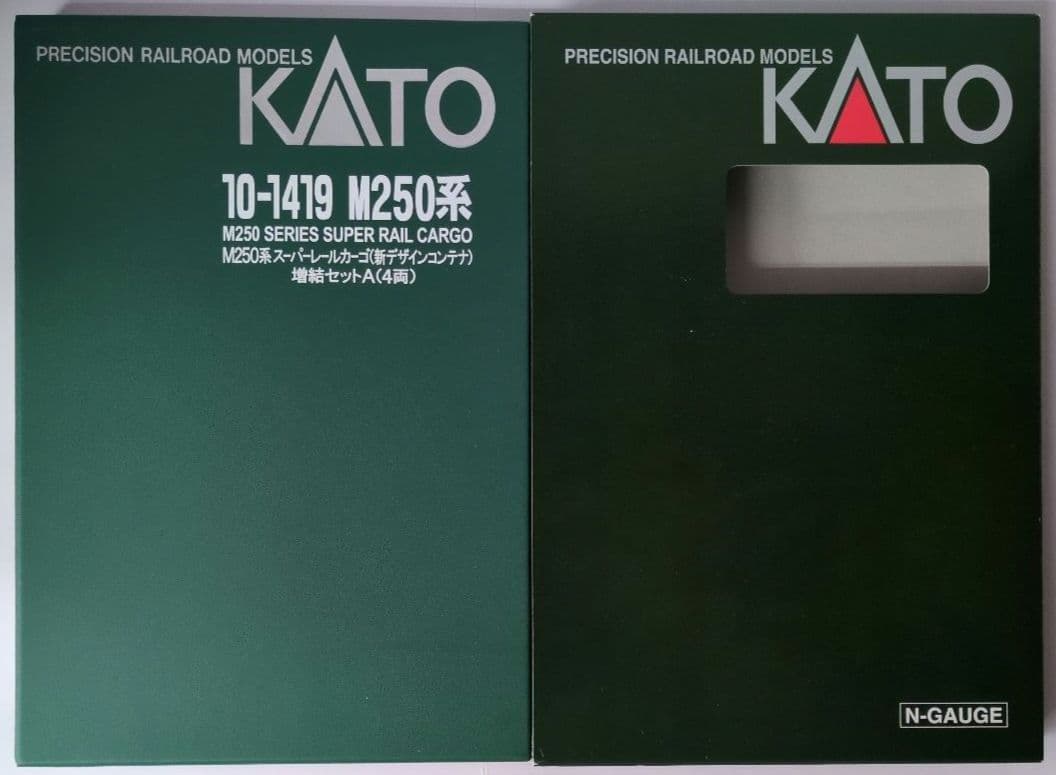 PRECISION RAILROAD MODELS
KATO
10-1419 M250系
M250 SERIES SUPER RAIL CARGO
M250系スーパーレールカーゴ(新デザインコンテナ)
増結セットA(4両)
PRECISION RAILROAD MODELS
KATO
N-GAUGE